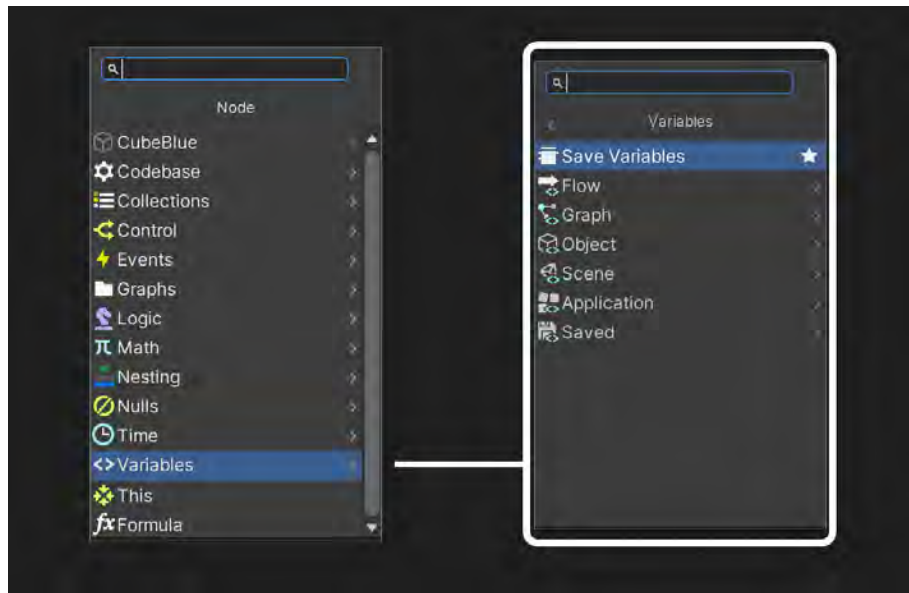 Node
CubeBlue
Codebase
Collections
Control
Events
Graphs
Logic
Math
Nesting
Nulls
Time
<>Variables
This
fxFormula
Variables
Save Variables
Flow
Graph
Object
Scene
Application
Saved